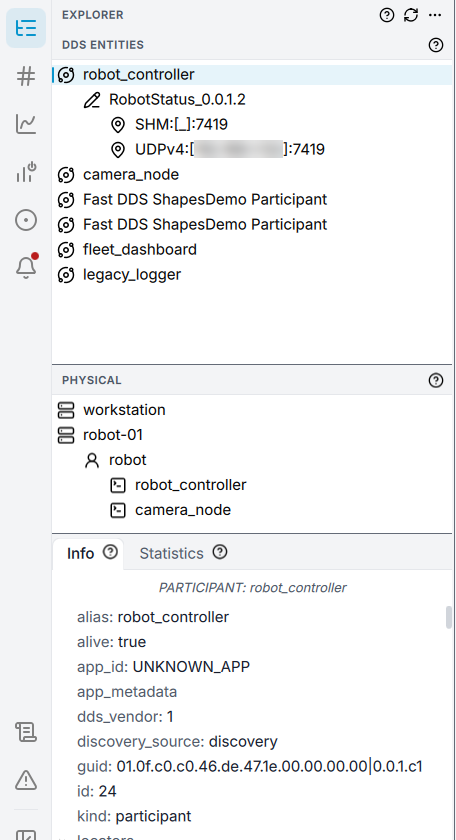 EXPLORER
DDS ENTITIES
robot_controller
RobotStatus_0.0.1.2
SHM:[_]:7419
UDPv4:[ ]:7419
camera_node
Fast DDS ShapesDemo Participant
Fast DDS ShapesDemo Participant
fleet_dashboard
legacy_logger
PHYSICAL
workstation
robot-01
robot
robot_controller
camera_node
Info Statistics
PARTICIPANT: robot_controller
alias: robot_controller
alive: true
app_id: UNKNOWN_APP
app_metadata
dds_vendor: 1
discovery_source: discovery
guid: 01.0f.c0.c0.46.de.47.1e.00.00.00.00|0.0.1.c1
id: 24
kind: participant
locators